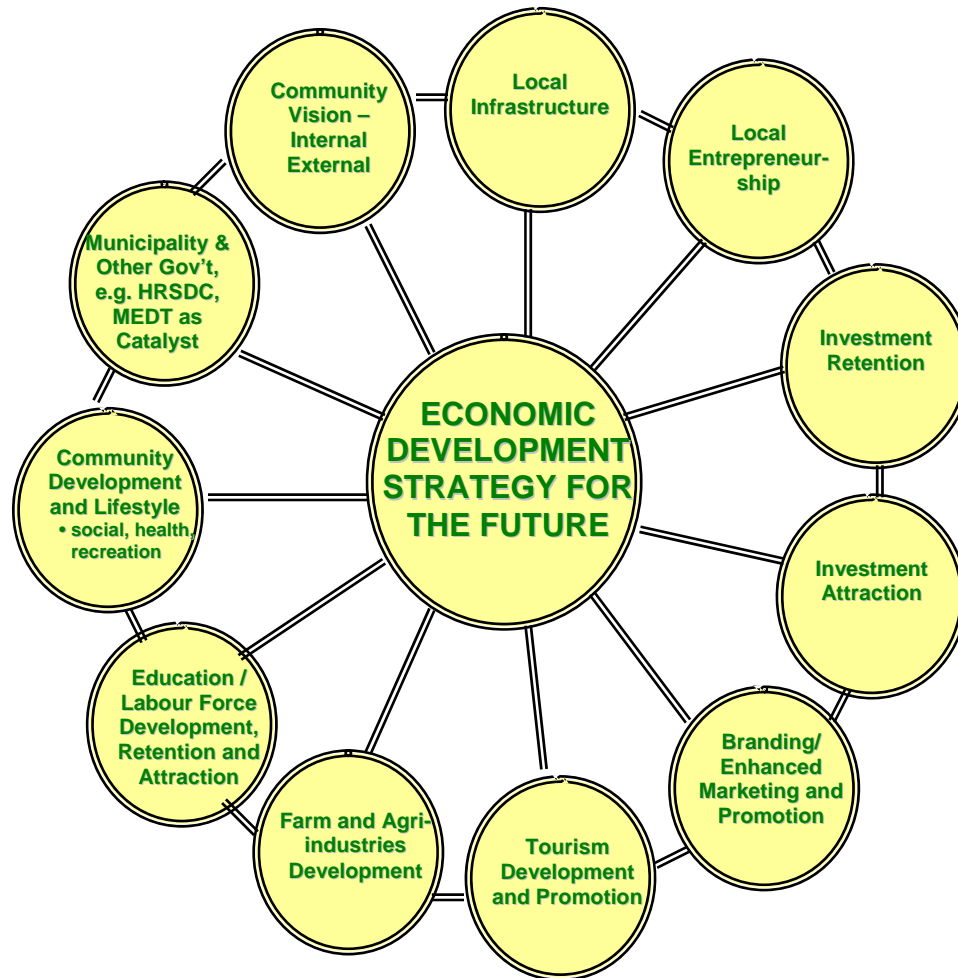 Community
Vision –
Internal
External
Local
Infrastructure
Local
Entrepreneur-
ship
Investment
Retention
Investment
Attraction
Branding/
Enhanced
Marketing and
Promotion
Tourism
Development
and Promotion
Farm and Agri-
industries
Development
Education /
Labour Force
Development,
Retention and
Attraction
Community
Development
and Lifestyle
• social, health,
recreation
Municipality &
Other Gov’t,
e.g. HRSDC,
MEDT as
Catalyst
ECONOMIC
DEVELOPMENT
STRATEGY FOR
THE FUTURE